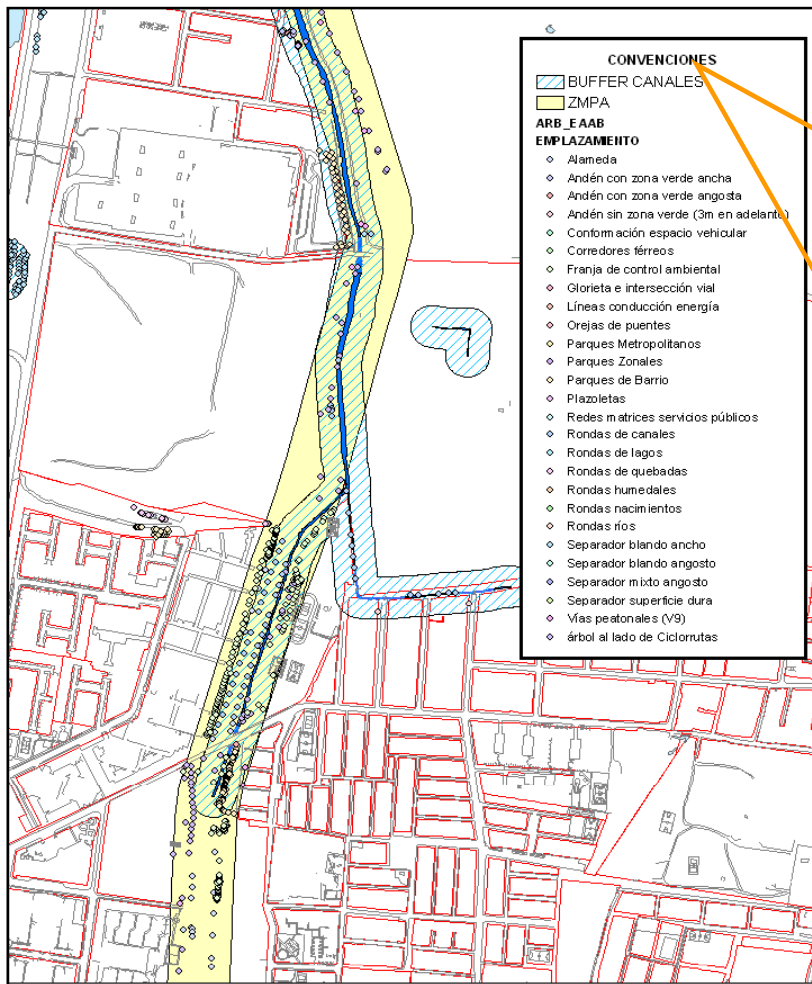 CONVENCIONES
BUFFER CANALES
ZMPA
ARB_EAAB
EMPLAZAMIENTO
Alameda
Andén con zona verde ancha
Andén con zona verde angosta
Andén sin zona verde (3m en adelante)
Conformación espacio vehicular
Corredores férreos
Franja de control ambiental
Glorieta e intersección vial
Líneas conducción energía
Orejas de puentes
Parques Metropolitanos
Parques Zonales
Parques de Barrio
Plazoletas
Redes matrices servicios públicos
Rondas de canales
Rondas de lagos
Rondas de quebadas
Rondas humedales
Rondas nacimientos
Rondas ríos
Separador blando ancho
Separador blando angosto
Separador mixto angosto
Separador superficie dura
Vías peatonales (V9)
árbol al lado de Ciclorrutas